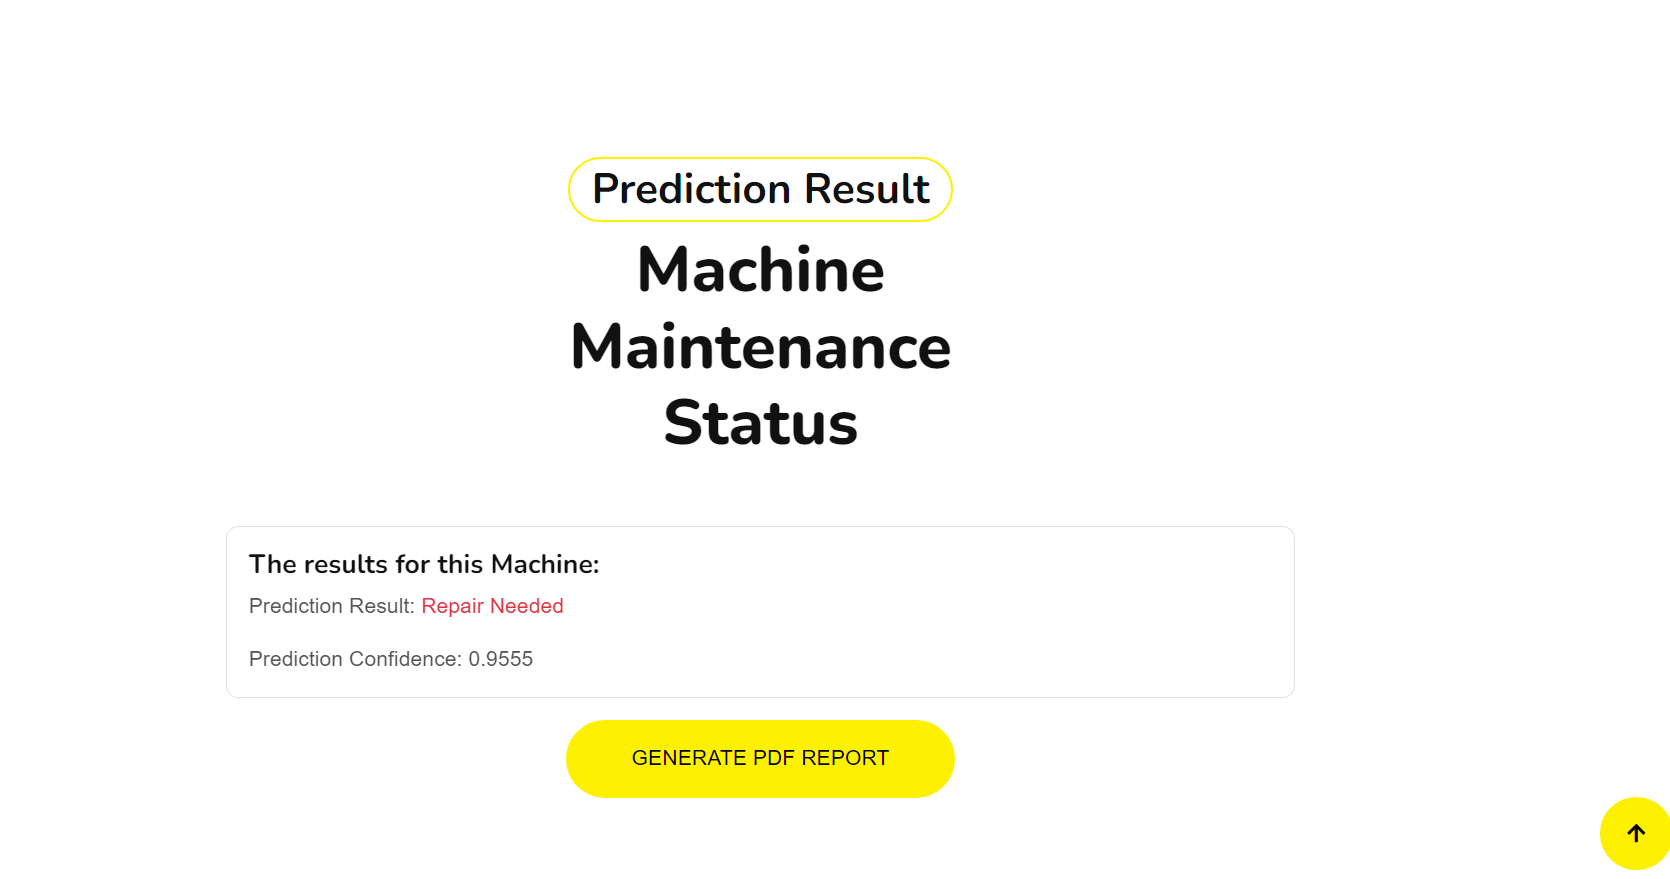 Prediction Result
Machine
Maintenance
Status
The results for this Machine:
Prediction Result: Repair Needed
Prediction Confidence: 0.9555
GENERATE PDF REPORT